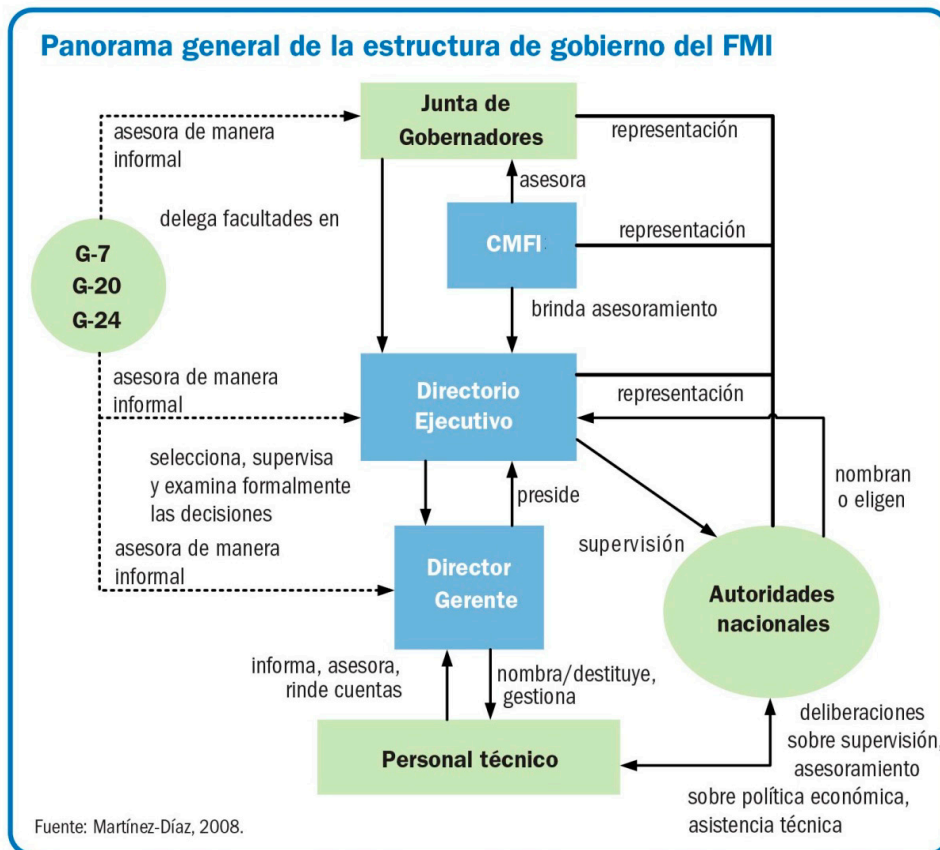 Panorama general de la estructura de gobierno del FMI
Junta de
Gobernadores
asesora de manera
informal
representación
asesora
delega facultades en
CMFI
representación
G-7
G-20
G-24
brinda asesoramiento
asesora de manera
informal
Directorio
Ejecutivo
representación
selecciona, supervisa
y examina formalmente
las decisiones
preside
nombran
o eligen
supervisión
asesora de manera
informal
Director
Gerente
Autoridades
nacionales
informa, asesora,
rinde cuentas
nombra/destituye,
gestiona
Personal técnico
deliberaciones
sobre supervisión,
asesoramiento
sobre política económica,
asistencia técnica
Fuente: Martínez-Díaz, 2008.